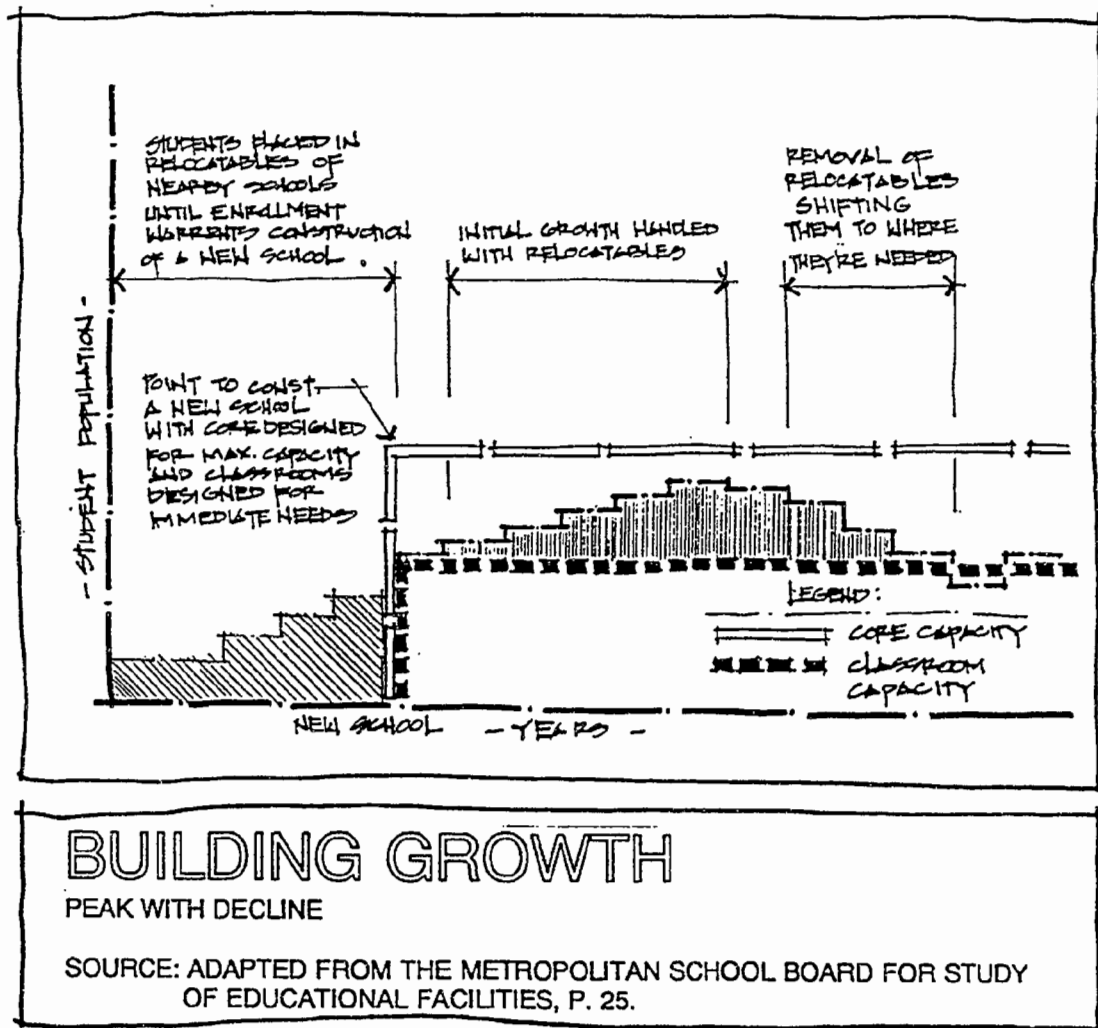 STUDENTS PLACED IN
RELOCATABLES OF
NEARBY SCHOOLS
UNTIL ENROLLMENT
WARRENTS CONSTRUCTION
OF A NEW SCHOOL.
INITIAL GROWTH HANDLED
WITH RELOCATABLES
REMOVAL OF
RELOCATABLES
SHIFTING
THEM TO WHERE
THEY'RE NEEDED
- STUDENT POPULATION -
POINT TO CONST.
A NEW SCHOOL
WITH CORE DESIGNED
FOR MAX. CAPACITY
AND CLASSROOMS
DESIGNED FOR
IMMEDIATE NEEDS
LEGEND:
CORE CAPACITY
CLASSROOM
CAPACITY
NEW SCHOOL - YEARS -
BUILDING GROWTH
PEAK WITH DECLINE
SOURCE: ADAPTED FROM THE METROPOLITAN SCHOOL BOARD FOR STUDY
OF EDUCATIONAL FACILITIES, P. 25.